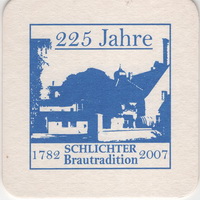 225 Jahre
1782 SCHLICHTER 2007
Brautradition